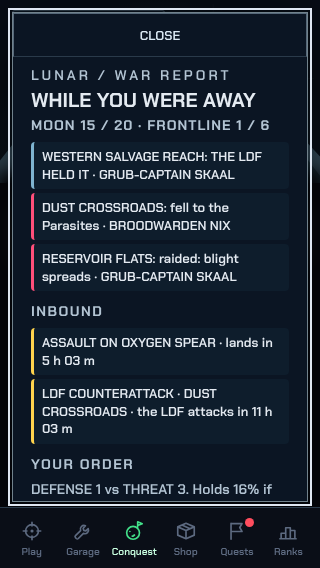 CLOSE
LUNAR / WAR REPORT
WHILE YOU WERE AWAY
MOON 15 / 20 · FRONTLINE 1 / 6
WESTERN SALVAGE REACH: THE LDF
HELD IT · GRUB-CAPTAIN SKAAL
DUST CROSSROADS: fell to the
Parasites · BROODWARDEN NIX
RESERVOIR FLATS: raided: blight
spreads · GRUB-CAPTAIN SKAAL
INBOUND
ASSAULT ON OXYGEN SPEAR · lands in
5 h 03 m
LDF COUNTERATTACK · DUST
CROSSROADS · the LDF attacks in 11 h
03 m
YOUR ORDER
DEFENSE 1 vs THREAT 3. Holds 16% if
Play Garage Conquest Shop Quests Ranks